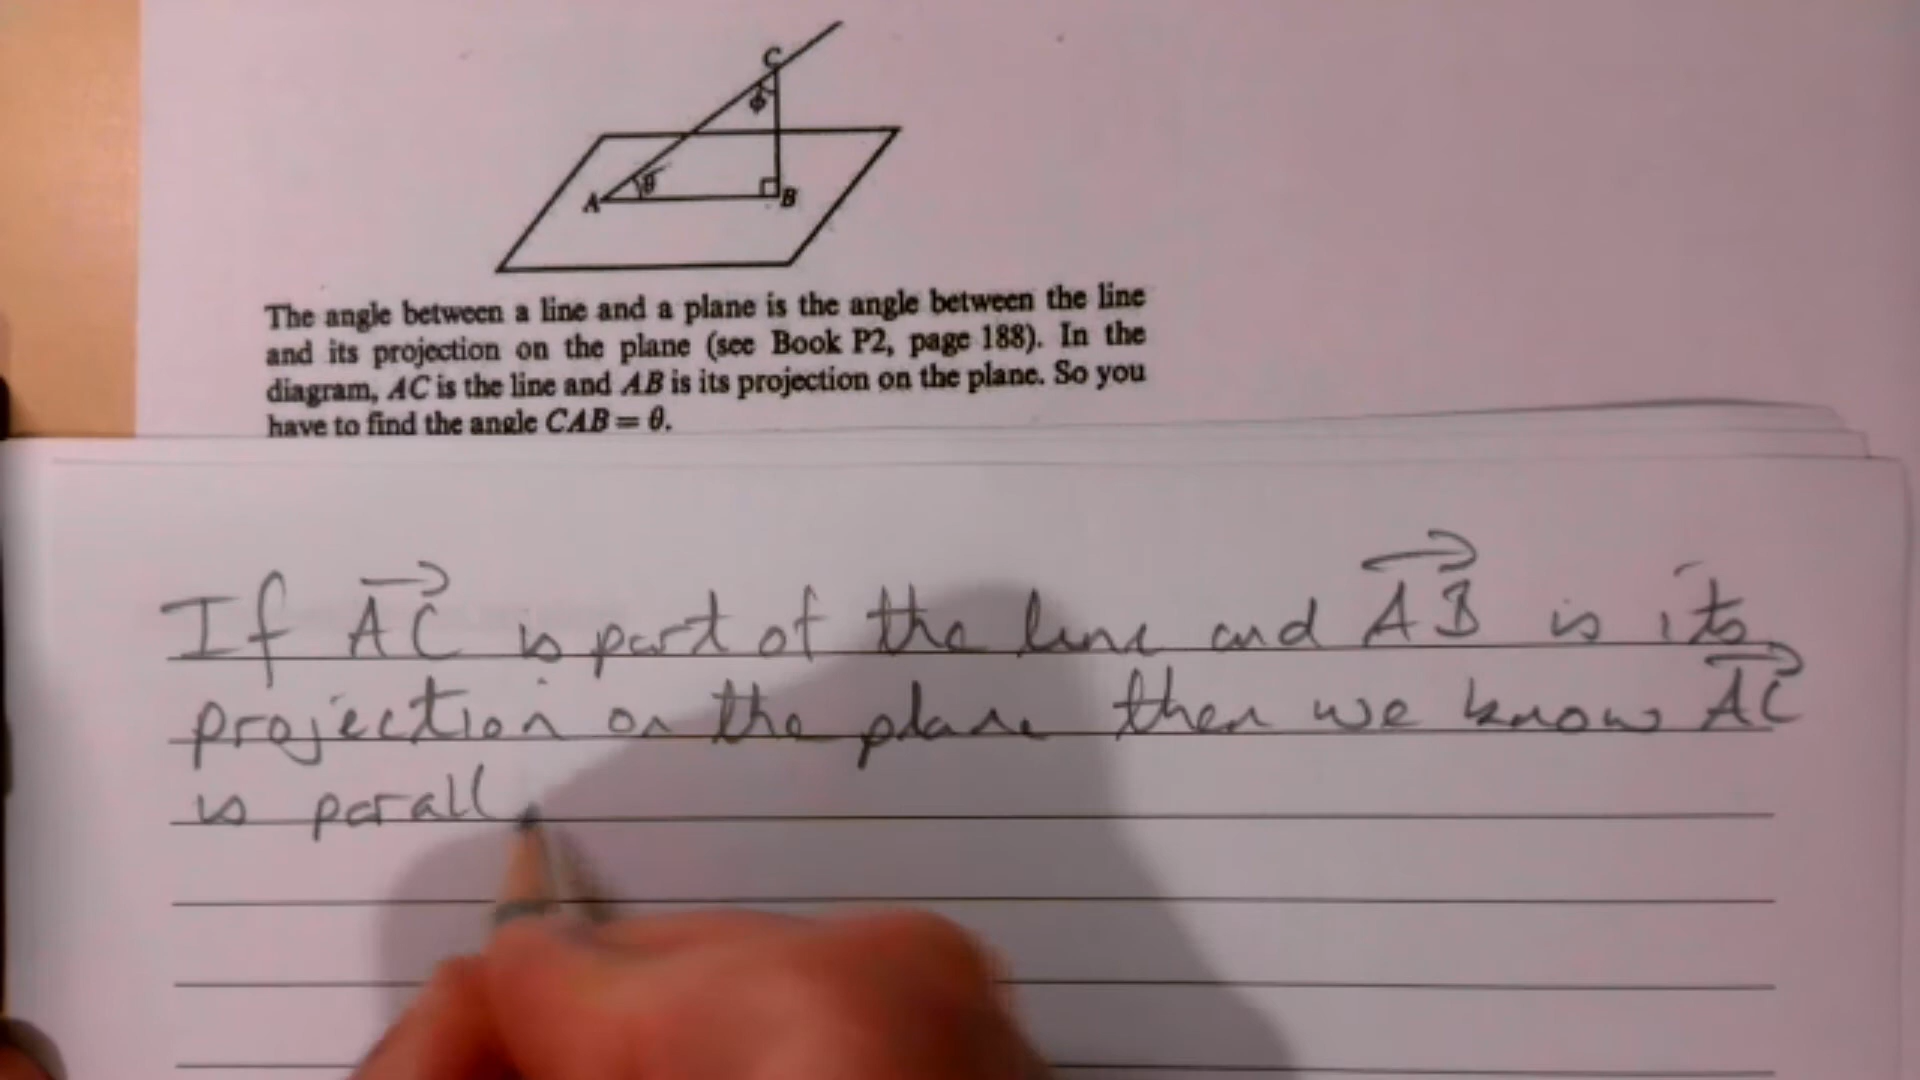 C
ϕ
θ
A
B
The angle between a line and a plane is the angle between the line
and its projection on the plane (see Book P2, page 188). In the
diagram, AC is the line and AB is its projection on the plane. So you
have to find the angle CAB = θ.
If \overrightarrow{AC} is part of the line and \overrightarrow{AB} is its
projection on the plane then we know \overrightarrow{AC}
is parall